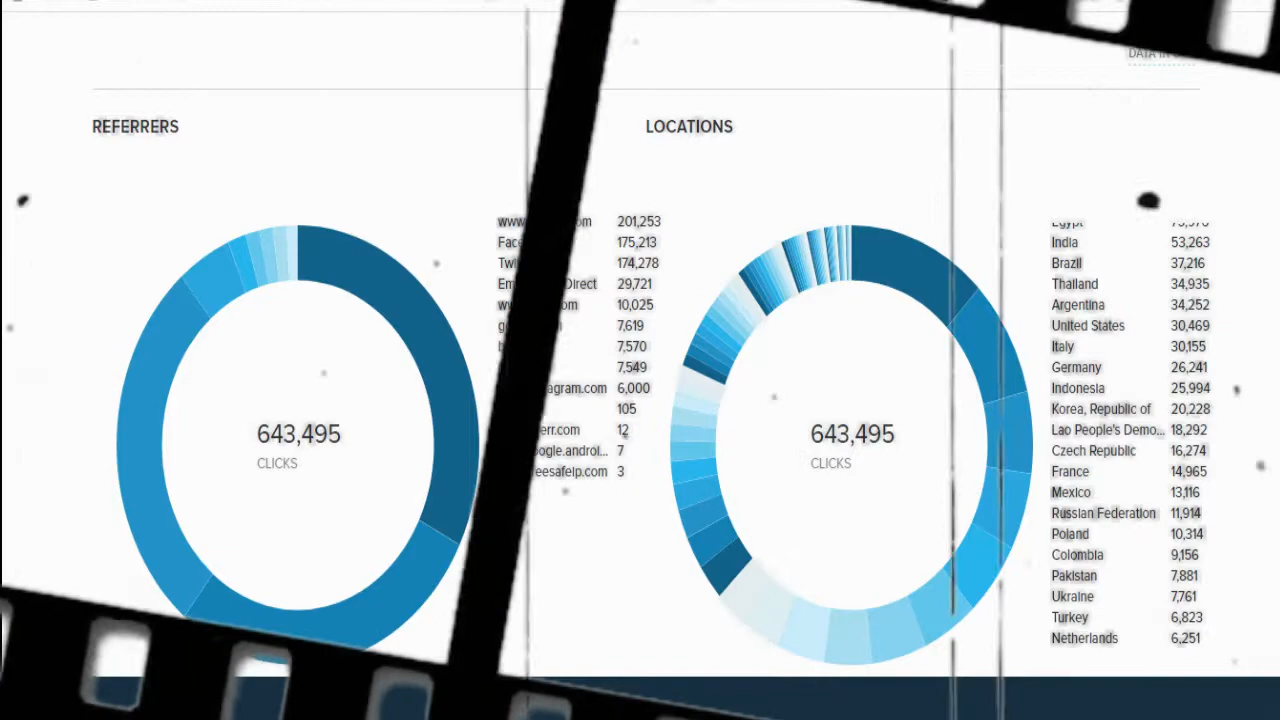 REFERRERS
www
201,253
175,213
174,278
Direct 29,721
10,025
7,619
7,570
7,549
6,000
105
12
7
3
643,495
CLICKS
LOCATIONS
643,495
CLICKS
Egypt
India 53,263
Brazil 37,216
Thailand 34,935
Argentina 34,252
United States 30,469
Italy 30,155
Germany 26,241
Indonesia 25,994
Korea, Republic of 20,228
Lao People's Demo... 18,292
Czech Republic 16,274
France 14,965
Mexico 13,116
Russian Federation 11,914
Poland 10,314
Colombia 9,156
Pakistan 7,881
Ukraine 7,761
Turkey 6,823
Netherlands 6,251